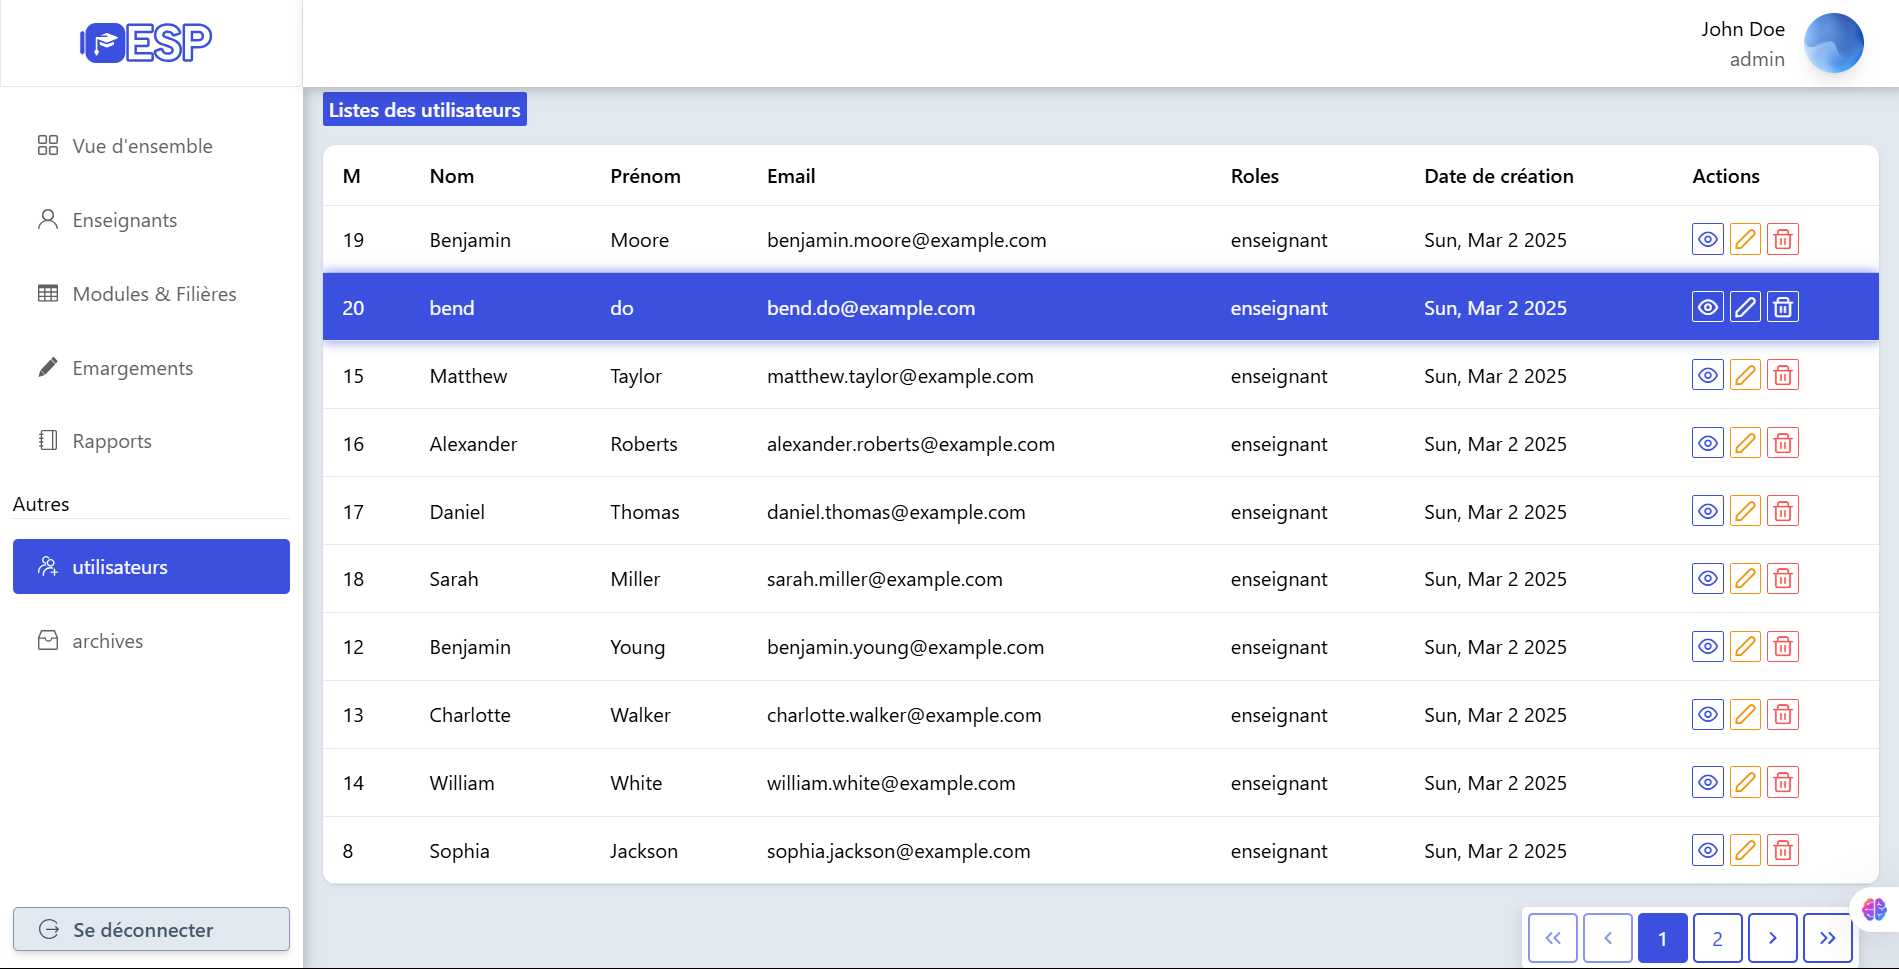 ESP
John Doe
admin
Vue d'ensemble
Enseignants
Modules & Filières
Emargements
Rapports
Autres
utilisateurs
archives
Se déconnecter
Listes des utilisateurs
M Nom Prénom Email Roles Date de création Actions
19 Benjamin Moore benjamin.moore@example.com enseignant Sun, Mar 2 2025
20 bend do bend.do@example.com enseignant Sun, Mar 2 2025
15 Matthew Taylor matthew.taylor@example.com enseignant Sun, Mar 2 2025
16 Alexander Roberts alexander.roberts@example.com enseignant Sun, Mar 2 2025
17 Daniel Thomas daniel.thomas@example.com enseignant Sun, Mar 2 2025
18 Sarah Miller sarah.miller@example.com enseignant Sun, Mar 2 2025
12 Benjamin Young benjamin.young@example.com enseignant Sun, Mar 2 2025
13 Charlotte Walker charlotte.walker@example.com enseignant Sun, Mar 2 2025
14 William White william.white@example.com enseignant Sun, Mar 2 2025
8 Sophia Jackson sophia.jackson@example.com enseignant Sun, Mar 2 2025
1 2